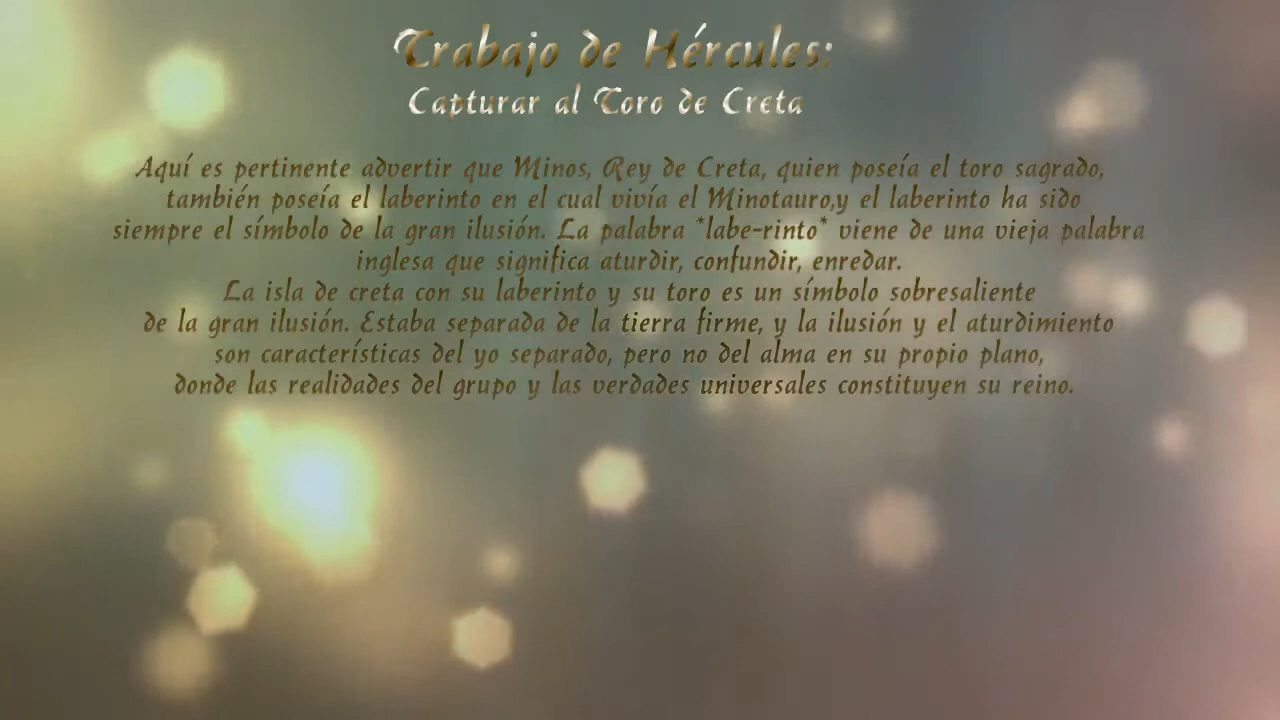 Trabajo de Hércules:
Capturar al Toro de Creta
Aquí es pertinente advertir que Minos, Rey de Creta, quien poseía el toro sagrado,
también poseía el laberinto en el cual vivía el Minotauro,y el laberinto ha sido
siempre el símbolo de la gran ilusión. La palabra *labe-rinto* viene de una vieja palabra
inglesa que significa aturdir, confundir, enredar.
La isla de creta con su laberinto y su toro es un símbolo sobresaliente
de la gran ilusión. Estaba separada de la tierra firme, y la ilusión y el aturdimiento
son características del yo separado, pero no del alma en su propio plano,
donde las realidades del grupo y las verdades universales constituyen su reino.